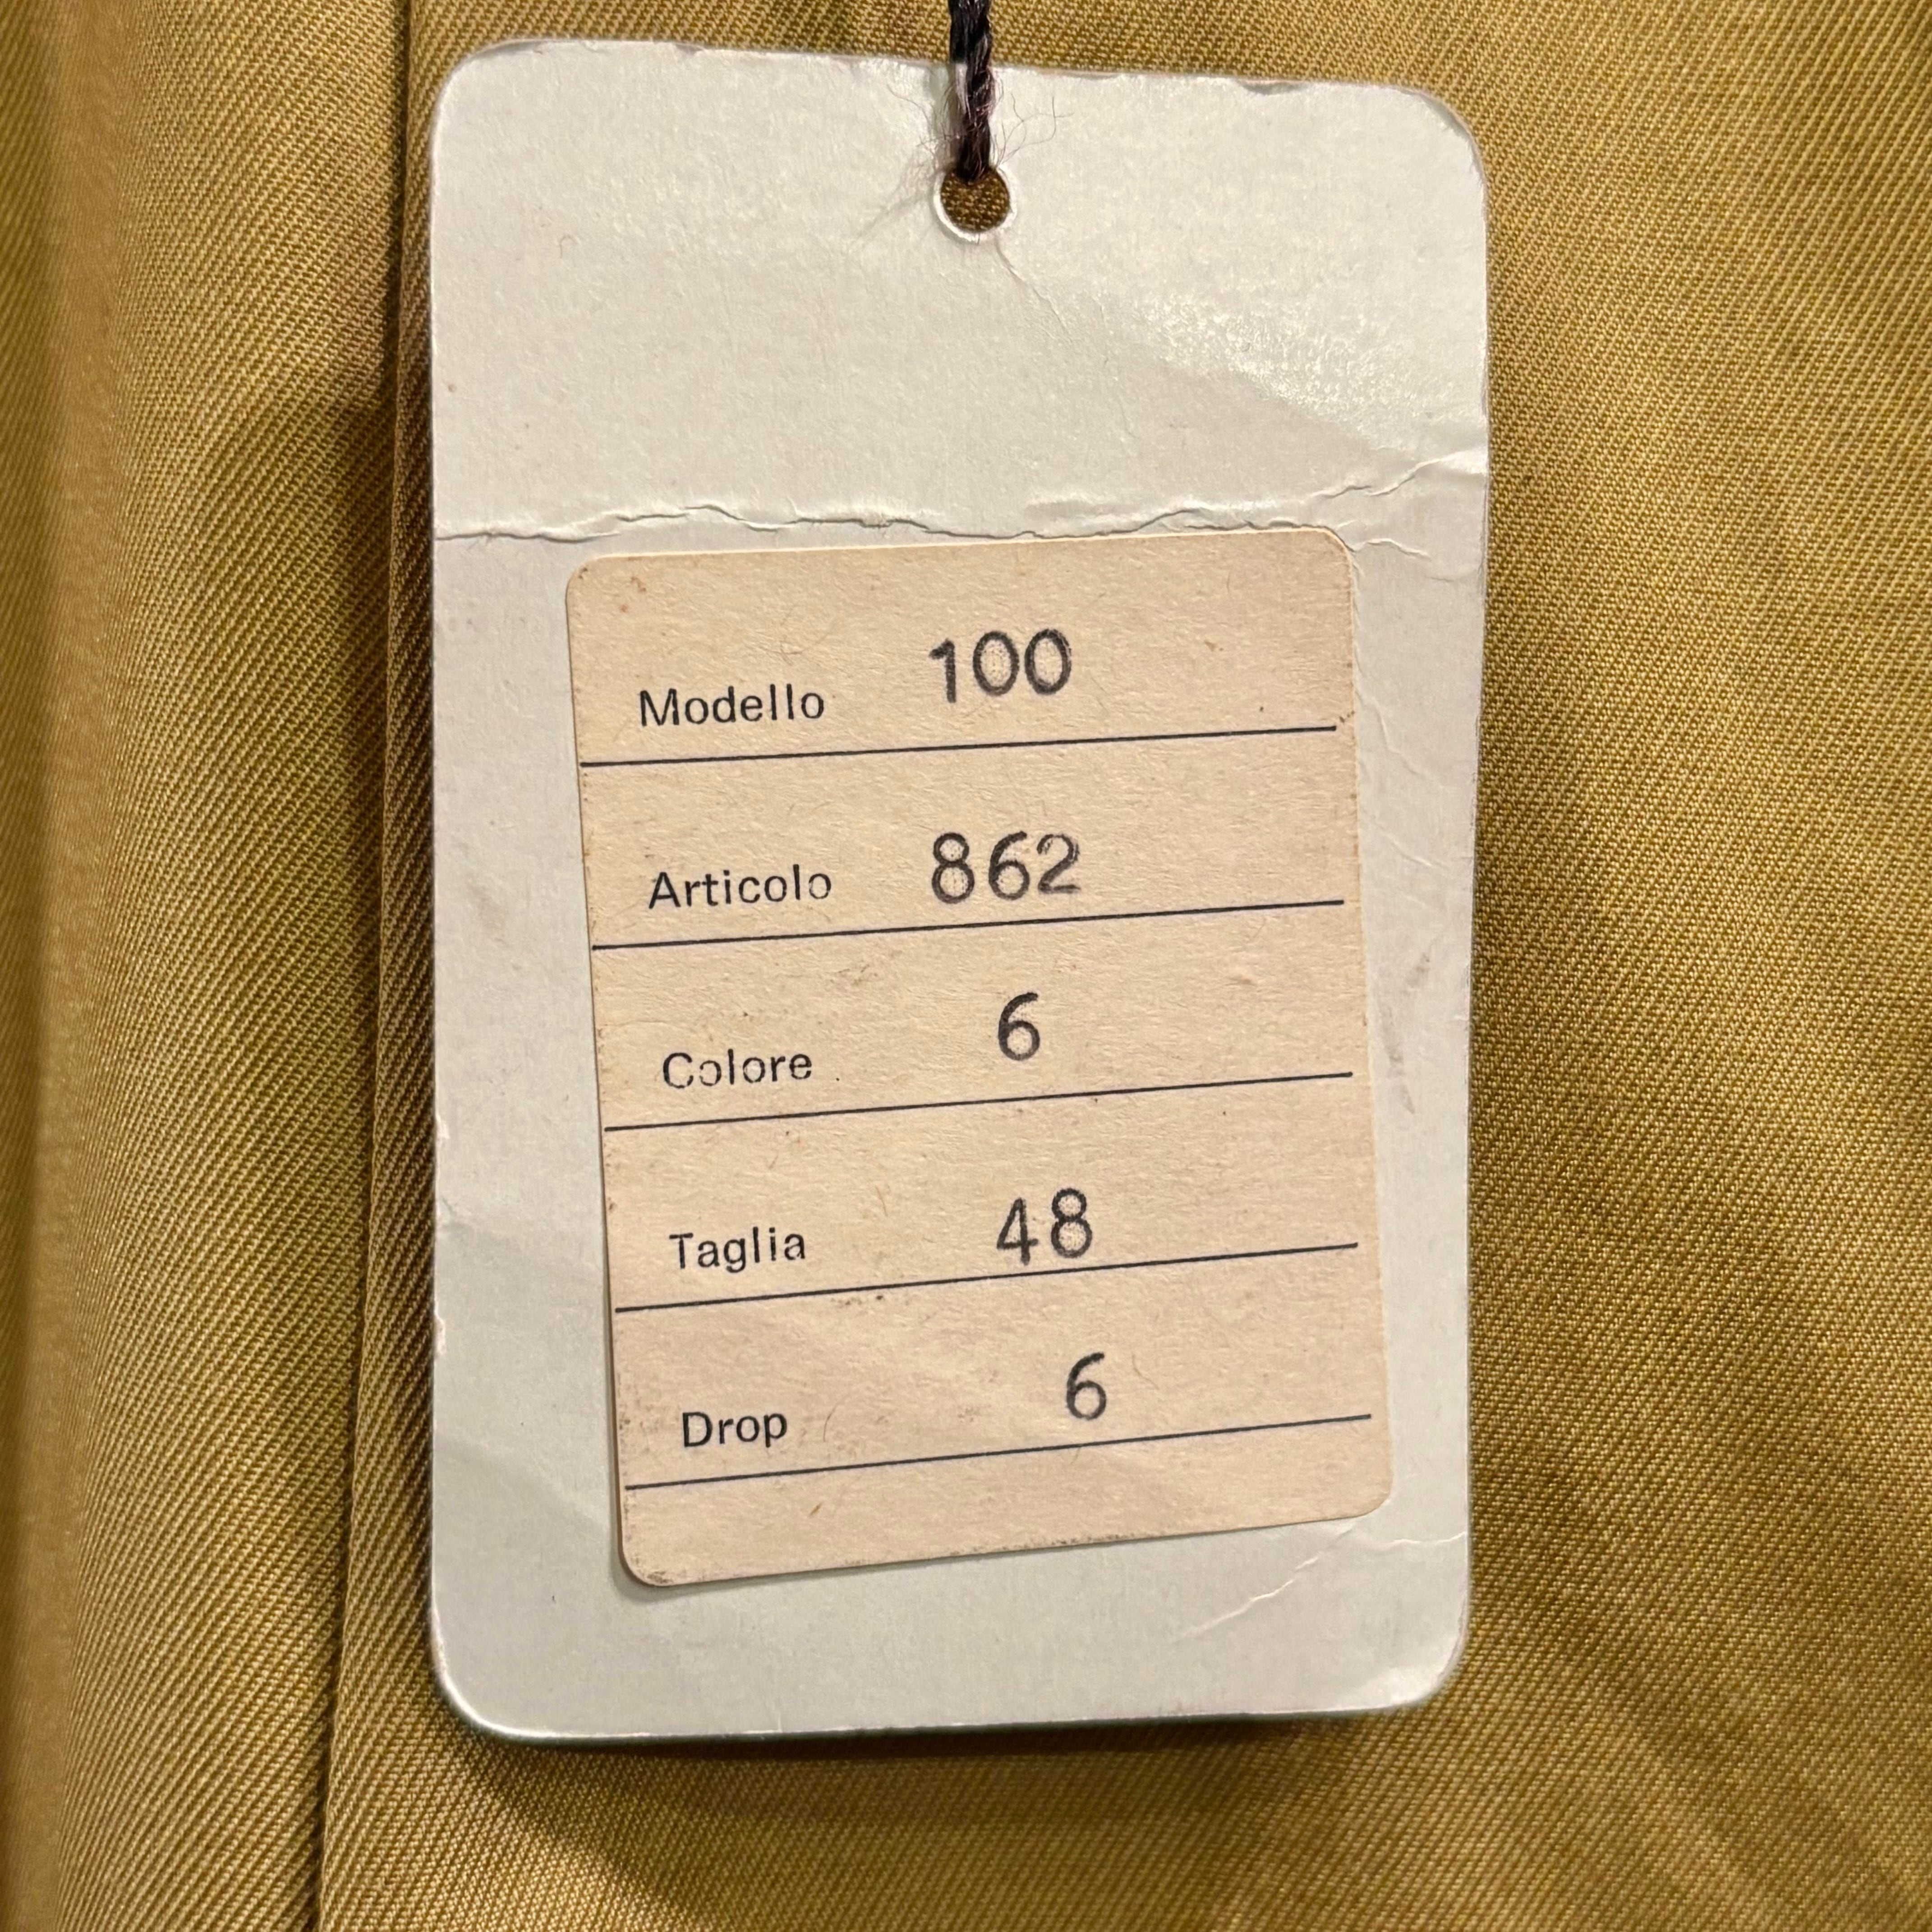 Modello 100
Articolo 862
Colore 6
Taglia 48
Drop 6